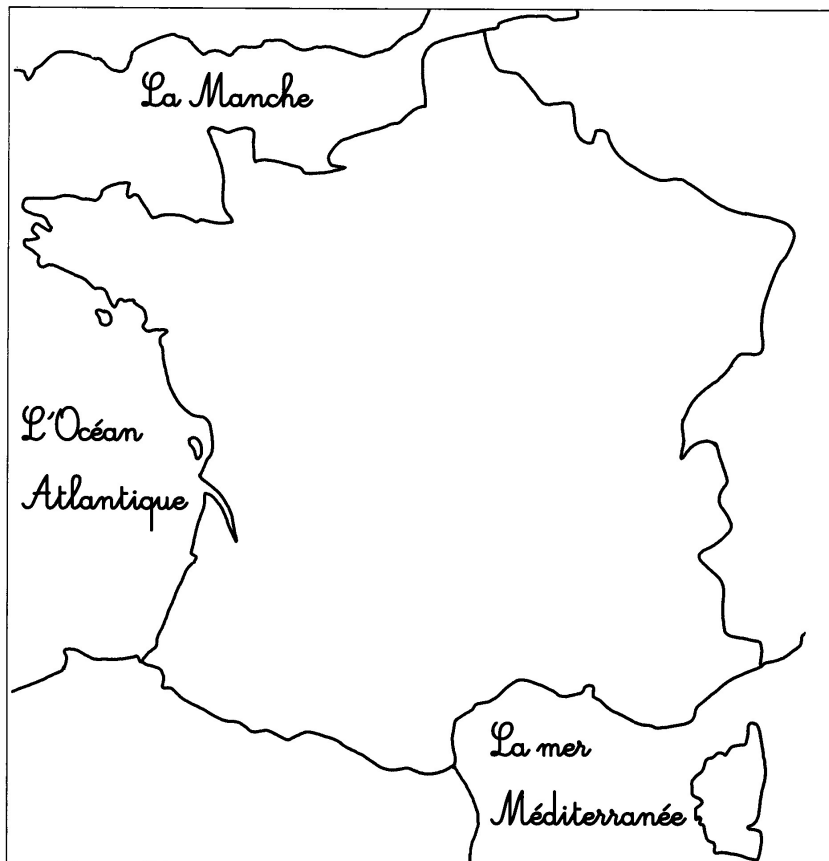 La Manche
L'Océan
Atlantique
La mer
Méditerranée